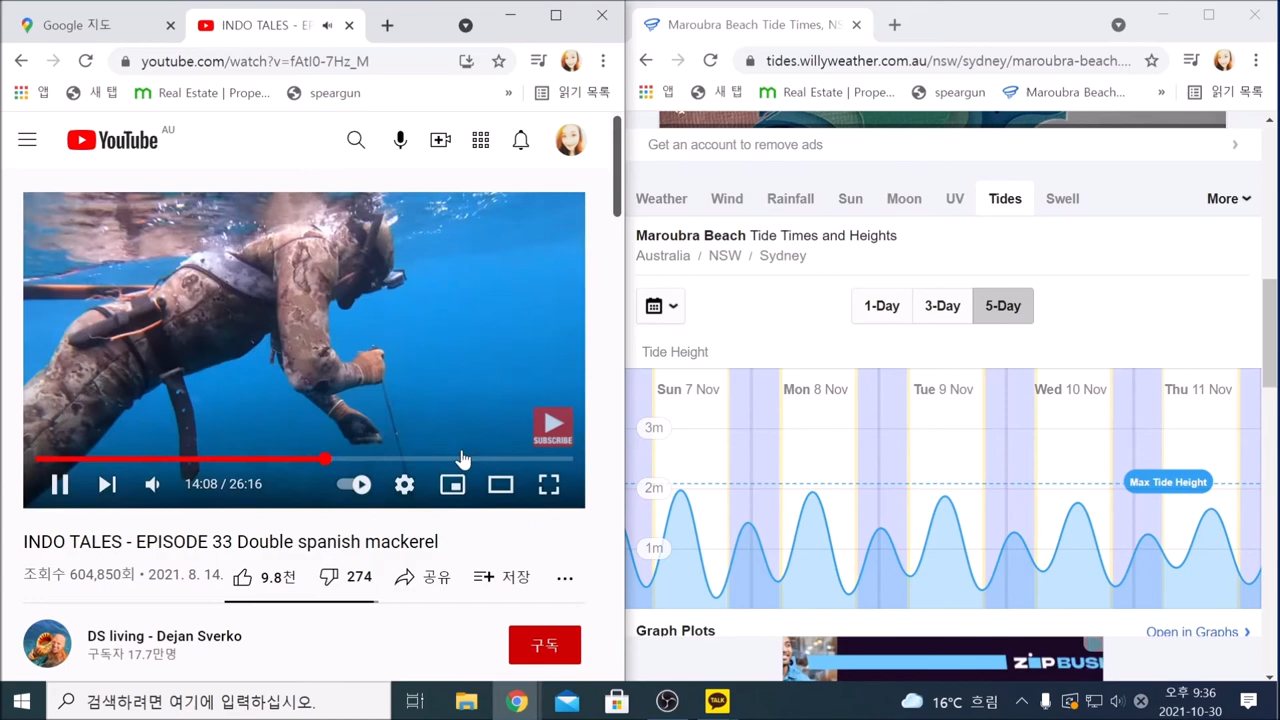 Google 지도
INDO TALES - EP
youtube.com/watch?v=fAtI0-7Hz_M
앱
새 탭
Real Estate | Prope...
speargun
»
읽기 목록
YouTube
AU
SUBSCRIBE
14:08 / 26:16
INDO TALES - EPISODE 33 Double spanish mackerel
조회수 604,850회 • 2021. 8. 14.
9.8천
274
공유
저장
DS living - Dejan Sverko
구독자 17.7만명
구독
Maroubra Beach Tide Times, NS
tides.willyweather.com.au/nsw/sydney/maroubra-beach....
앱
새 탭
Real Estate | Prope...
speargun
Maroubra Beach...
»
읽기 목록
Get an account to remove ads
Weather Wind Rainfall Sun Moon UV Tides Swell More
Maroubra Beach Tide Times and Heights
Australia / NSW / Sydney
1-Day 3-Day 5-Day
Tide Height
Sun 7 Nov Mon 8 Nov Tue 9 Nov Wed 10 Nov Thu 11 Nov
3m
2m
Max Tide Height
1m
Graph Plots
Open in Graphs
ZIPBUSI
검색하려면 여기에 입력하십시오.
TALK
16°C 흐림
오후 9:36
2021-10-30